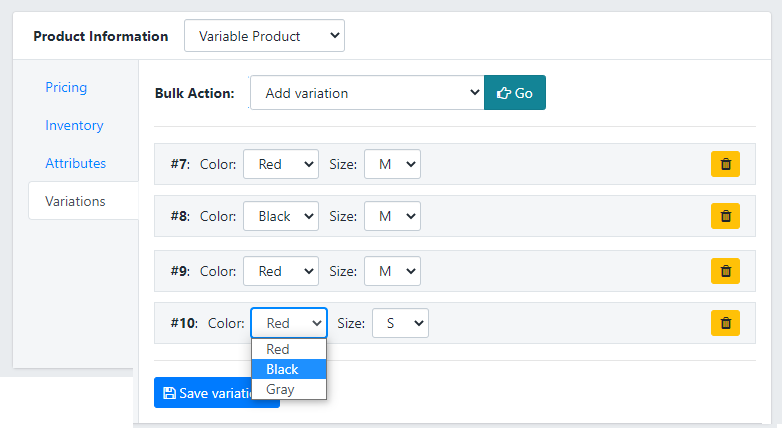 Product Information Variable Product
Pricing
Inventory
Attributes
Variations
Bulk Action: Add variation Go
#7: Color: Red Size: M
#8: Color: Black Size: M
#9: Color: Red Size: M
#10: Color: Red Size: S
Red
Black
Gray
Save variatio